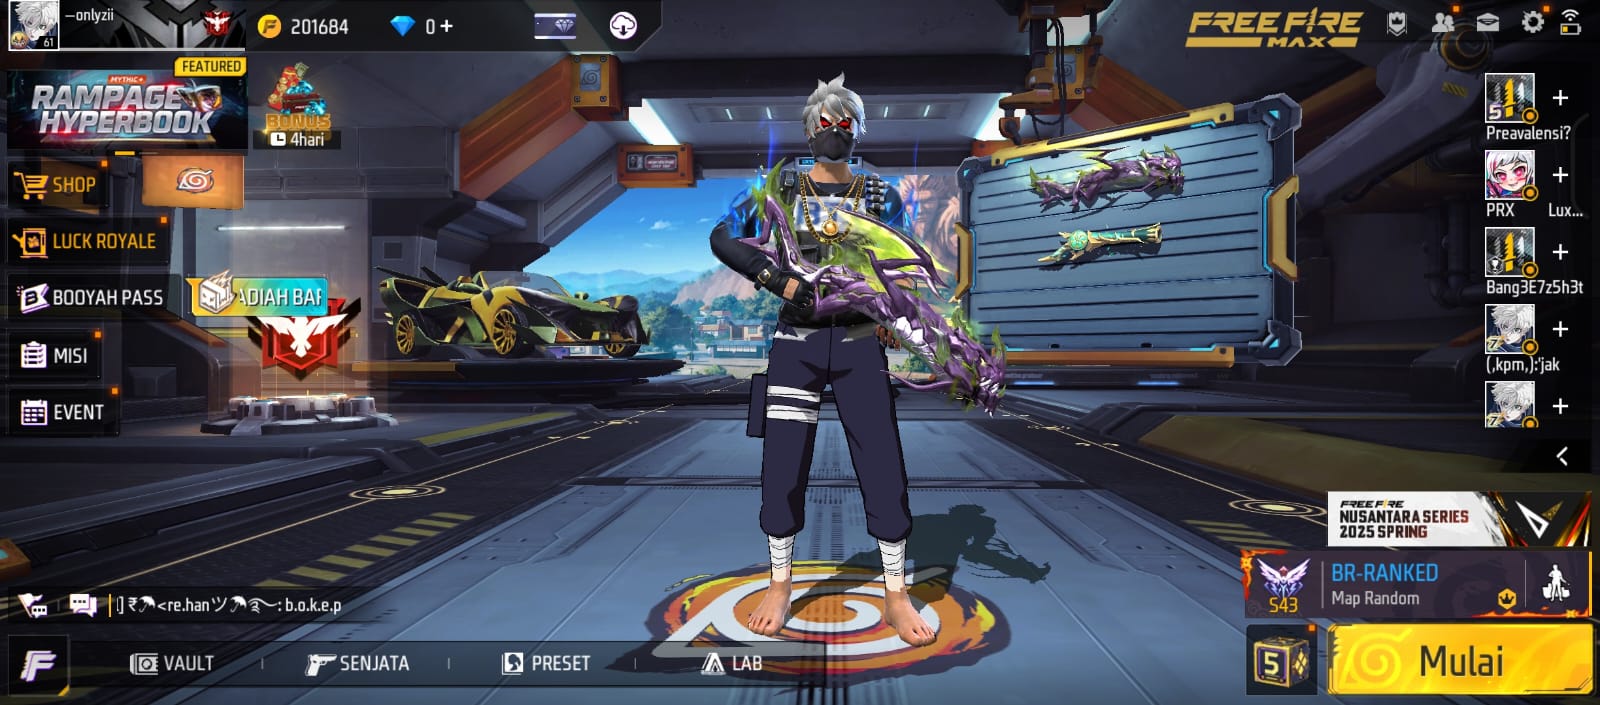 —onlyzii
61
201684
0+
FREE FIRE
MAX
FEATURED
MYTHIC+
RAMPAGE
HYPERBOOK
BONUS
4hari
SHOP
LUCK ROYALE
BOOYAH PASS
ADIAH BAR
MISI
EVENT
5
Preavalensi?
PRX Lux...
Bang3E7z5h3t
(,kpm,):'jak
FREE FIRE
NUSANTARA SERIES
2025 SPRING
BR-RANKED
Map Random
S43
5
Mulai
<re.hanツ
: b.o.k.e.p
VAULT
SENJATA
PRESET
LAB